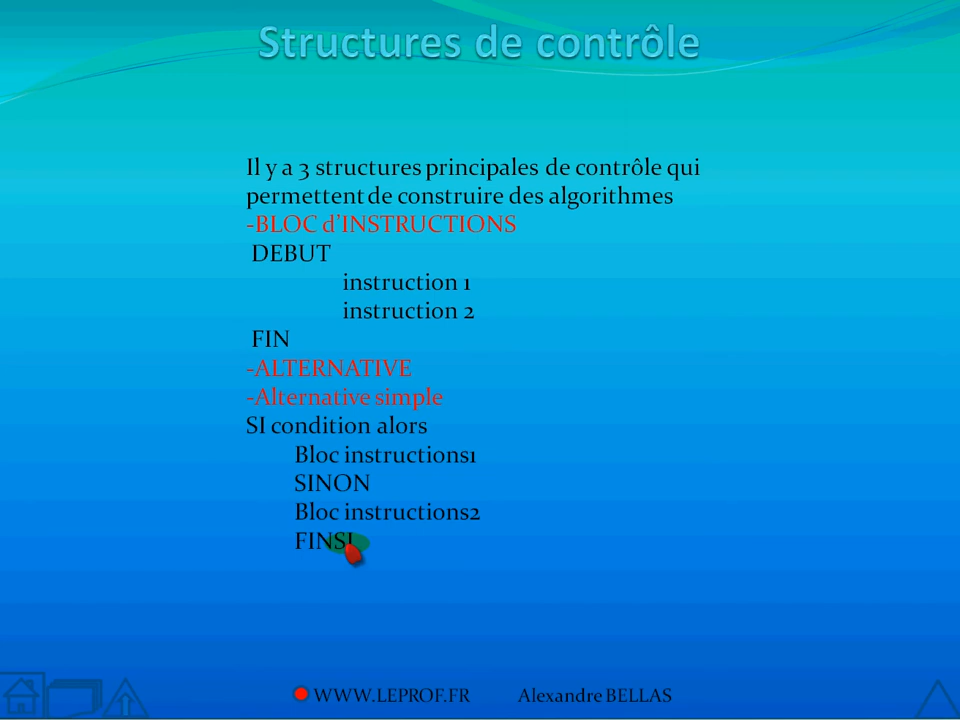 Structures de contrôle
Il y a 3 structures principales de contrôle qui
permettent de construire des algorithmes
-BLOC d'INSTRUCTIONS
DEBUT
instruction 1
instruction 2
FIN
-ALTERNATIVE
-Alternative simple
SI condition alors
Bloc instructions1
SINON
Bloc instructions2
FINSI
WWW.LEPROF.FR Alexandre BELLAS